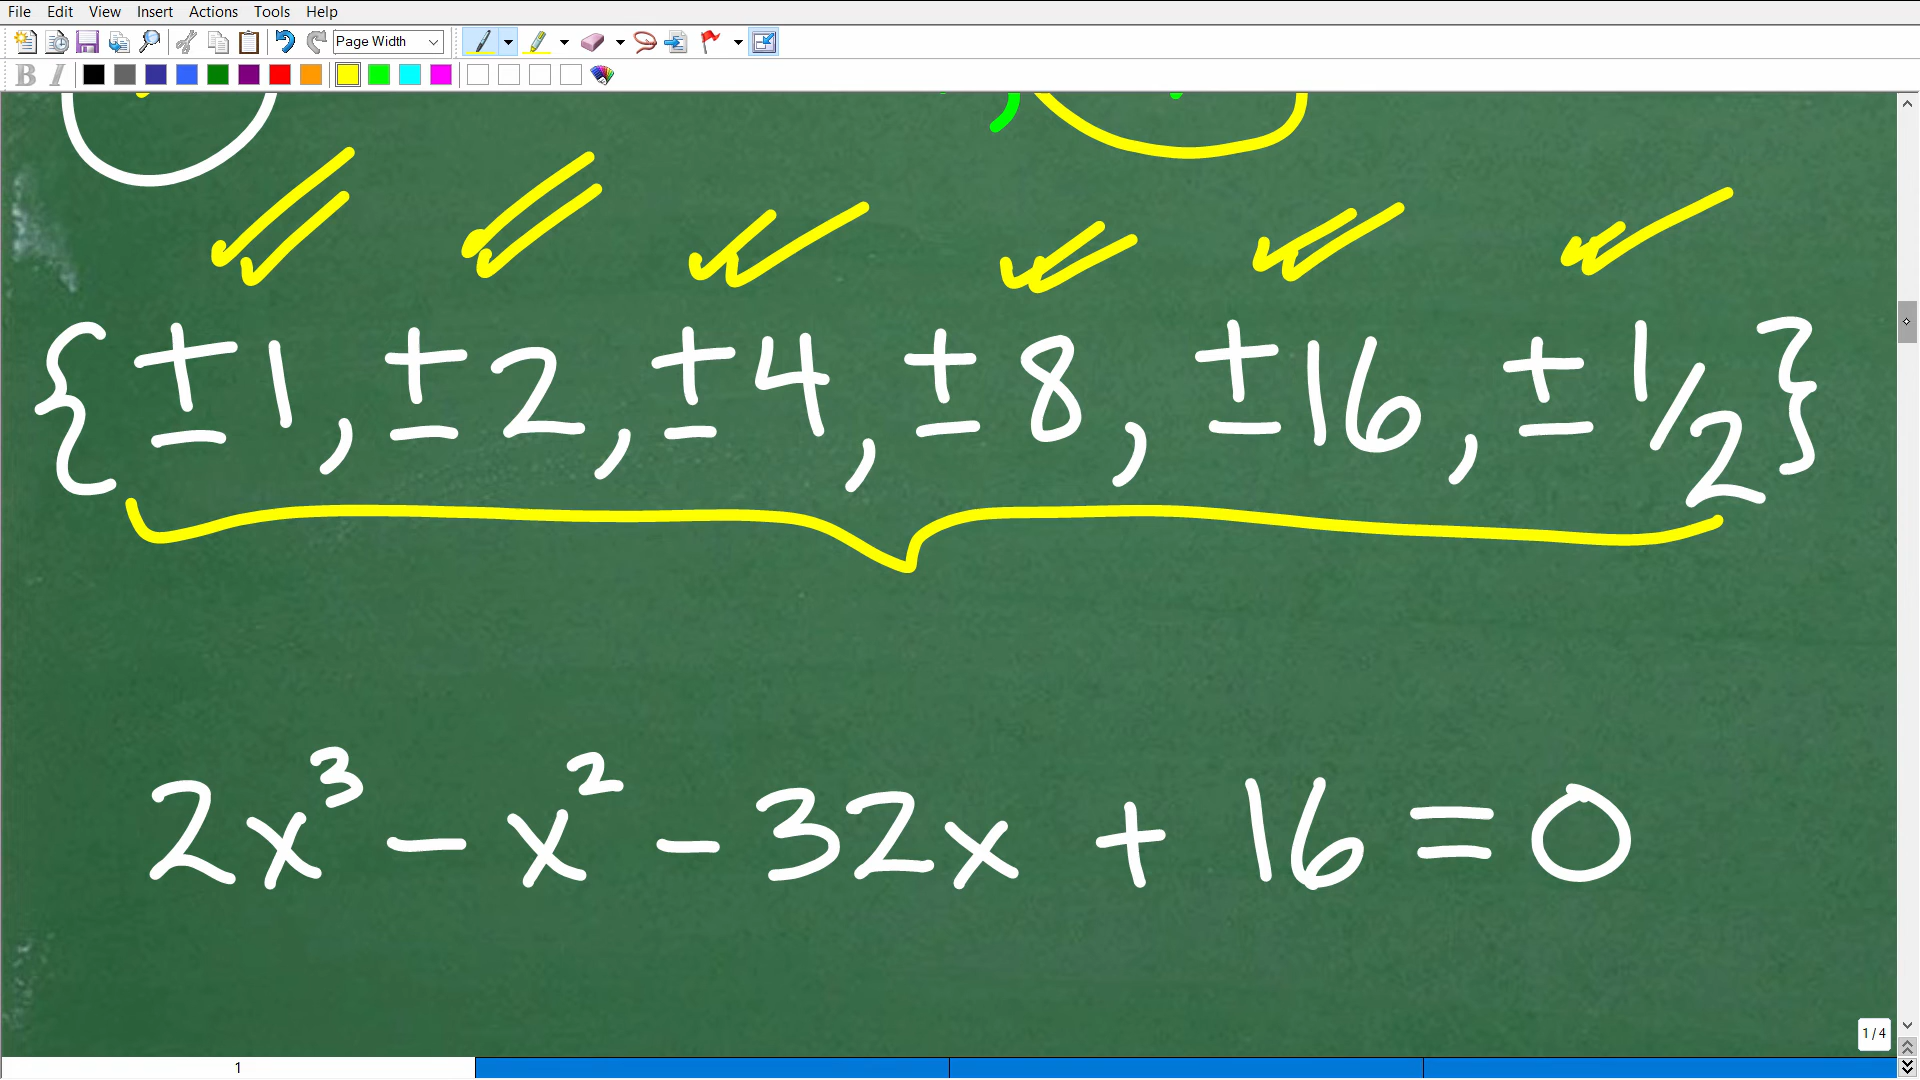 File Edit View Insert Actions Tools Help
Page Width
B I
{±1, ±2, ±4, ±8, ±16, ±1/2}
2x³ - x² - 32x + 16 = 0
1 / 4
1